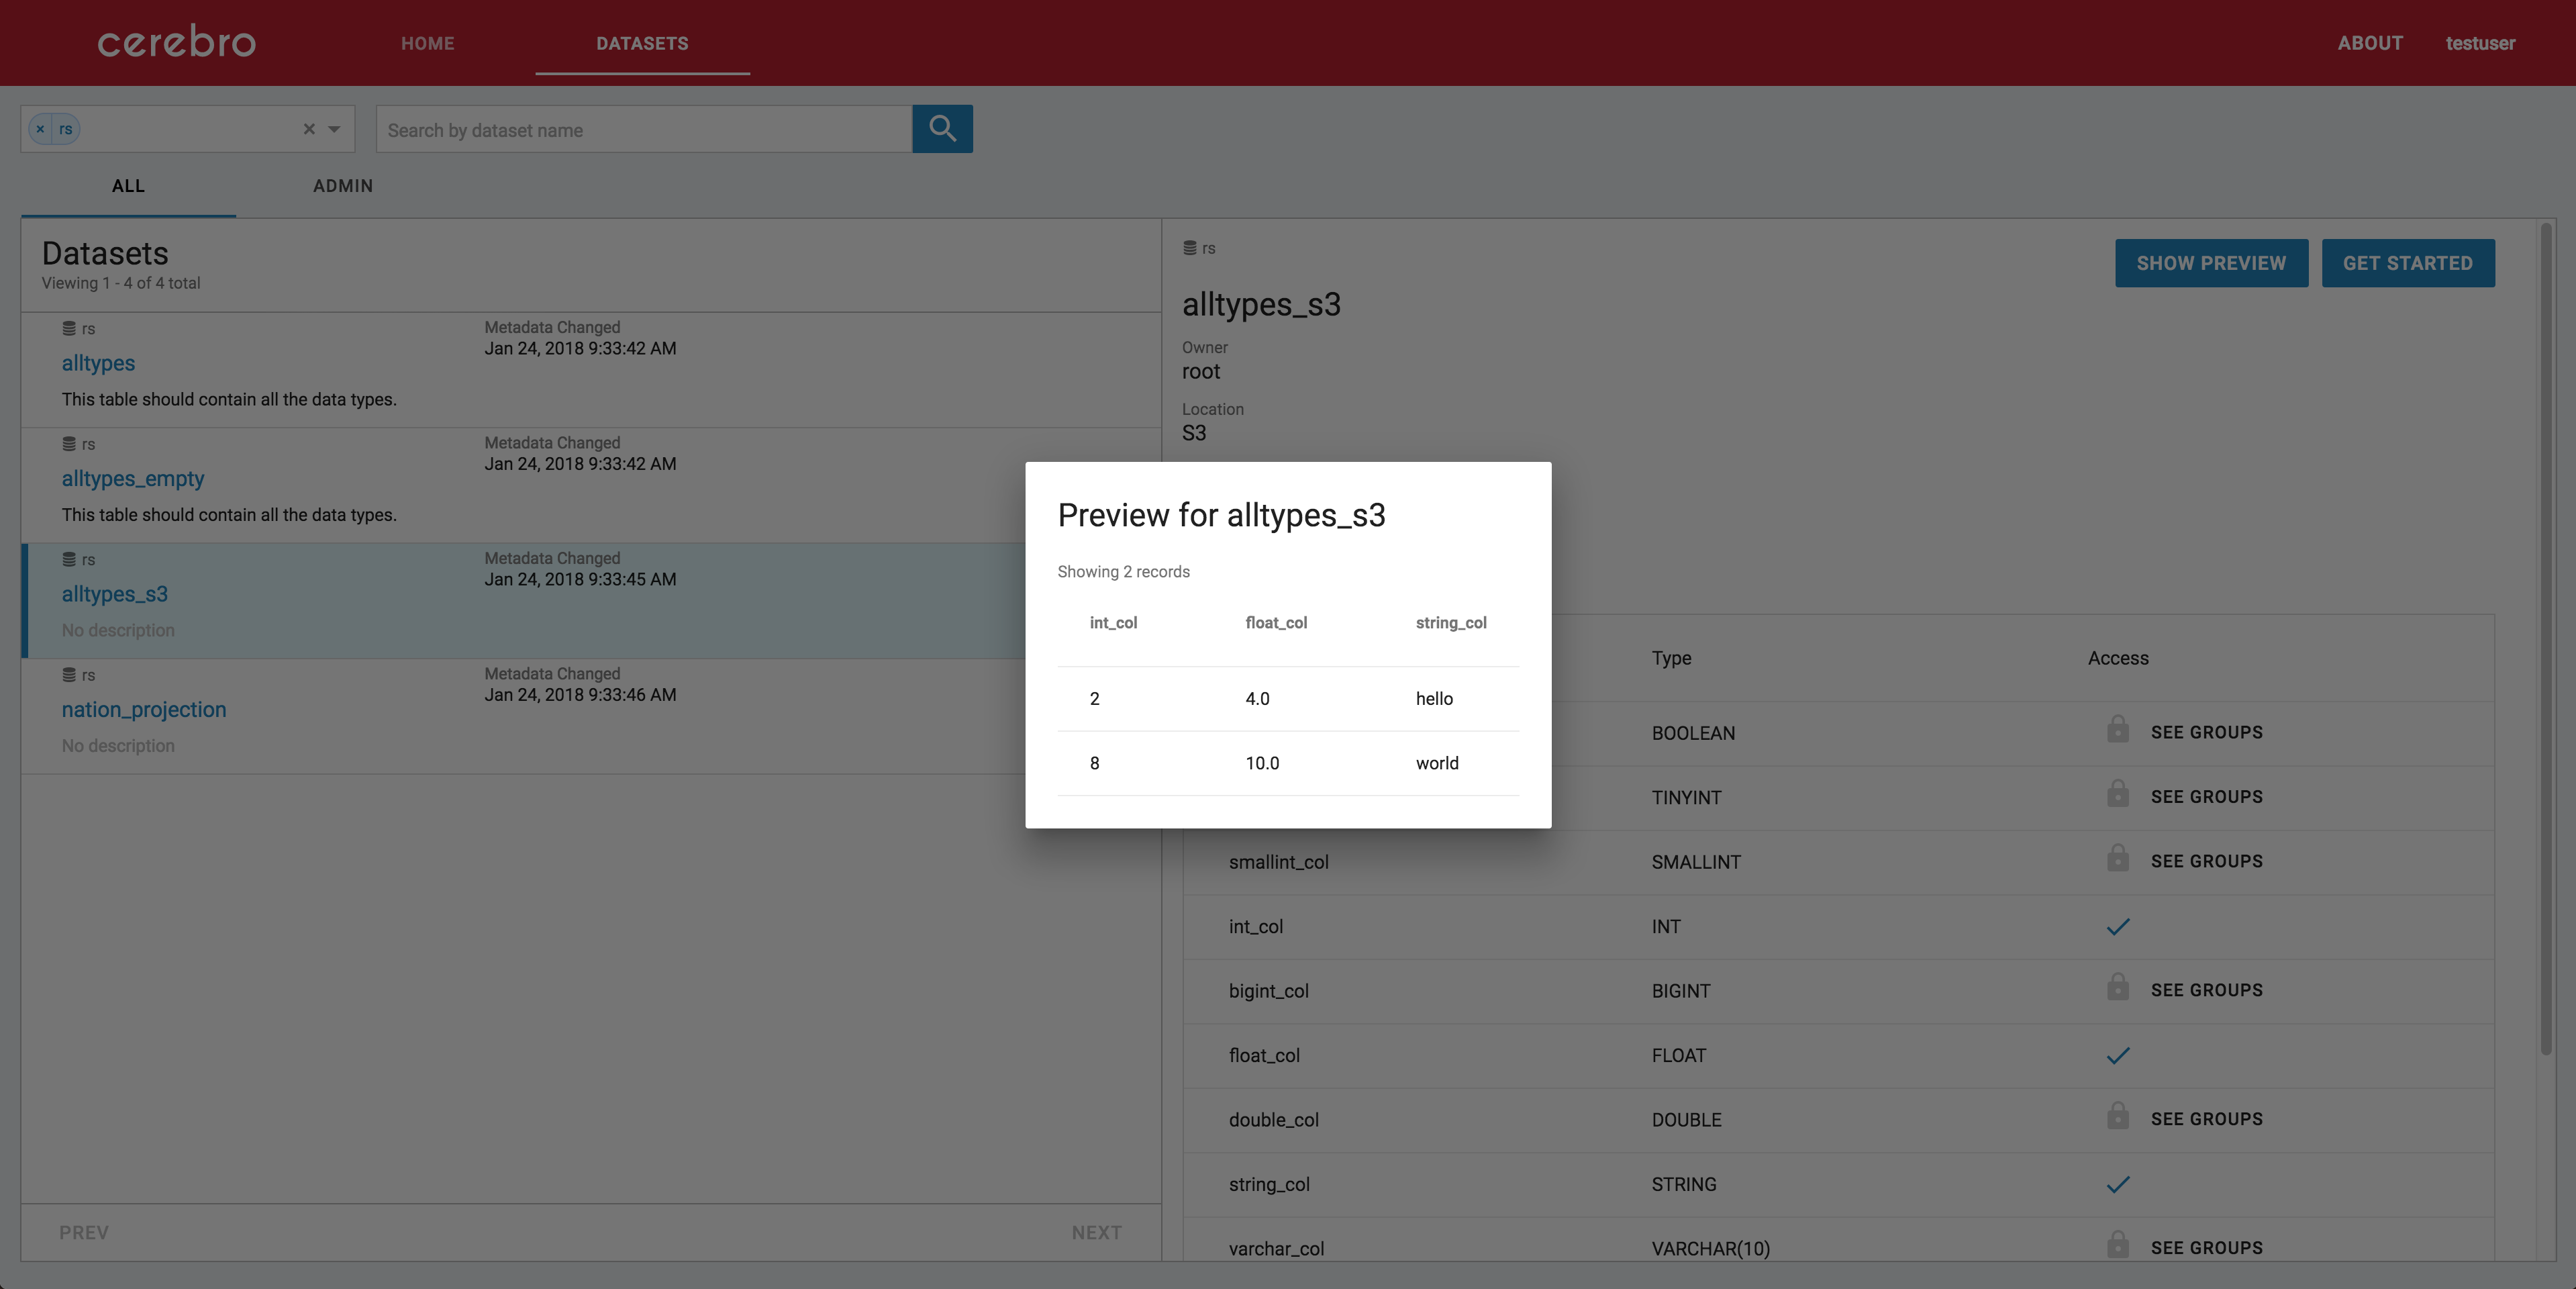 cerebro
HOME
DATASETS
ABOUT
testuser
× rs
Search by dataset name
ALL
ADMIN
Datasets
Viewing 1 - 4 of 4 total
rs
alltypes
This table should contain all the data types.
Metadata Changed
Jan 24, 2018 9:33:42 AM
rs
alltypes_empty
This table should contain all the data types.
Metadata Changed
Jan 24, 2018 9:33:42 AM
rs
alltypes_s3
No description
Metadata Changed
Jan 24, 2018 9:33:45 AM
rs
nation_projection
No description
Metadata Changed
Jan 24, 2018 9:33:46 AM
PREV
NEXT
rs
SHOW PREVIEW
GET STARTED
alltypes_s3
Owner
root
Location
S3
Preview for alltypes_s3
Showing 2 records
int_col float_col string_col
2 4.0 hello
8 10.0 world
Type Access
BOOLEAN SEE GROUPS
TINYINT SEE GROUPS
smallint_col SMALLINT SEE GROUPS
int_col INT
bigint_col BIGINT SEE GROUPS
float_col FLOAT
double_col DOUBLE SEE GROUPS
string_col STRING
varchar_col VARCHAR(10) SEE GROUPS